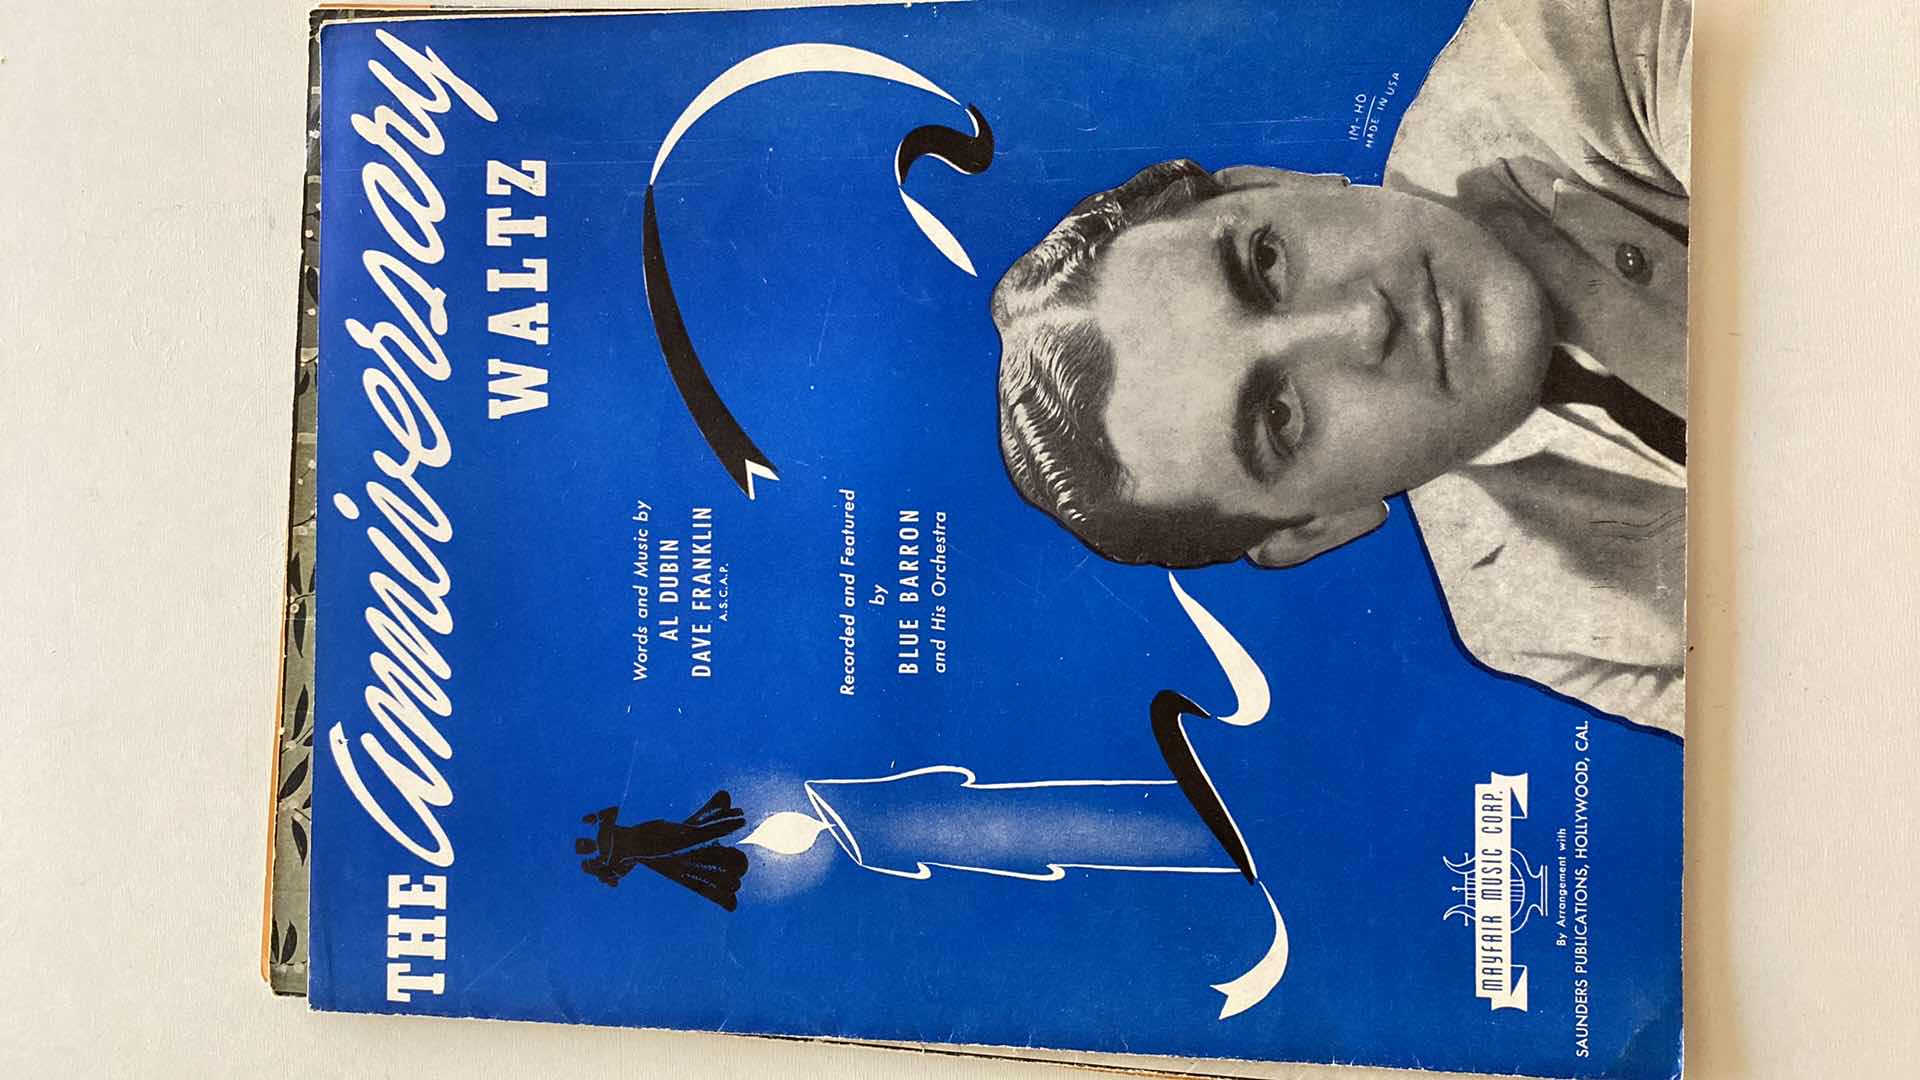 THE Anniversary
WALTZ
Words and Music by
AL DUBIN
DAVE FRANKLIN
A.S.C.A.P.
Recorded and Featured
by
BLUE BARRON
and His Orchestra
IM-HO
MADE IN USA
MAYFAIR MUSIC CORP.
By Arrangement with
SAUNDERS PUBLICATIONS, HOLLYWOOD, CAL.